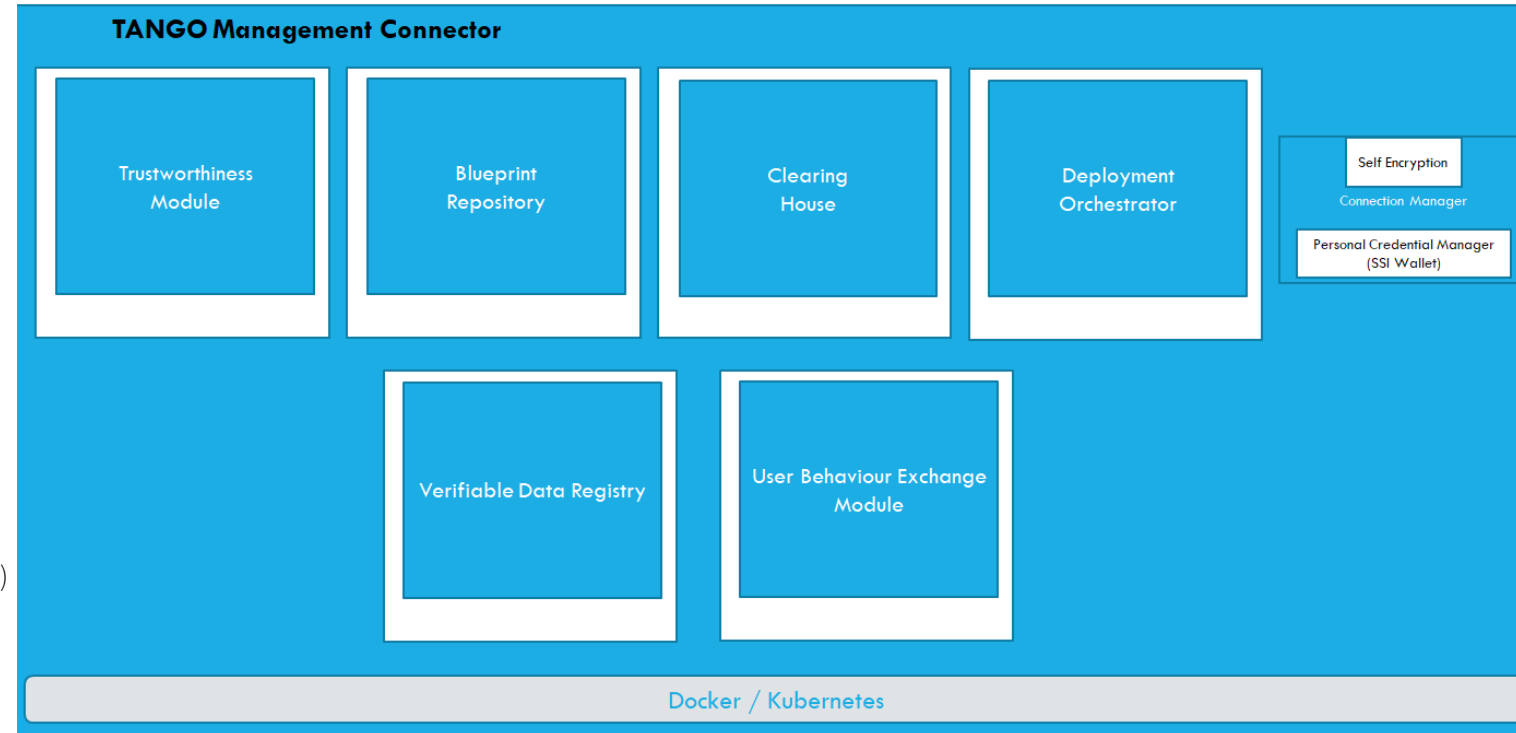 TANGO Management Connector
Trustworthiness
Module
Blueprint
Repository
Clearing
House
Deployment
Orchestrator
Self Encryption
Connection Manager
Personal Credential Manager
(SSI Wallet)
Verifiable Data Registry
User Behaviour Exchange
Module
)
Docker / Kubernetes